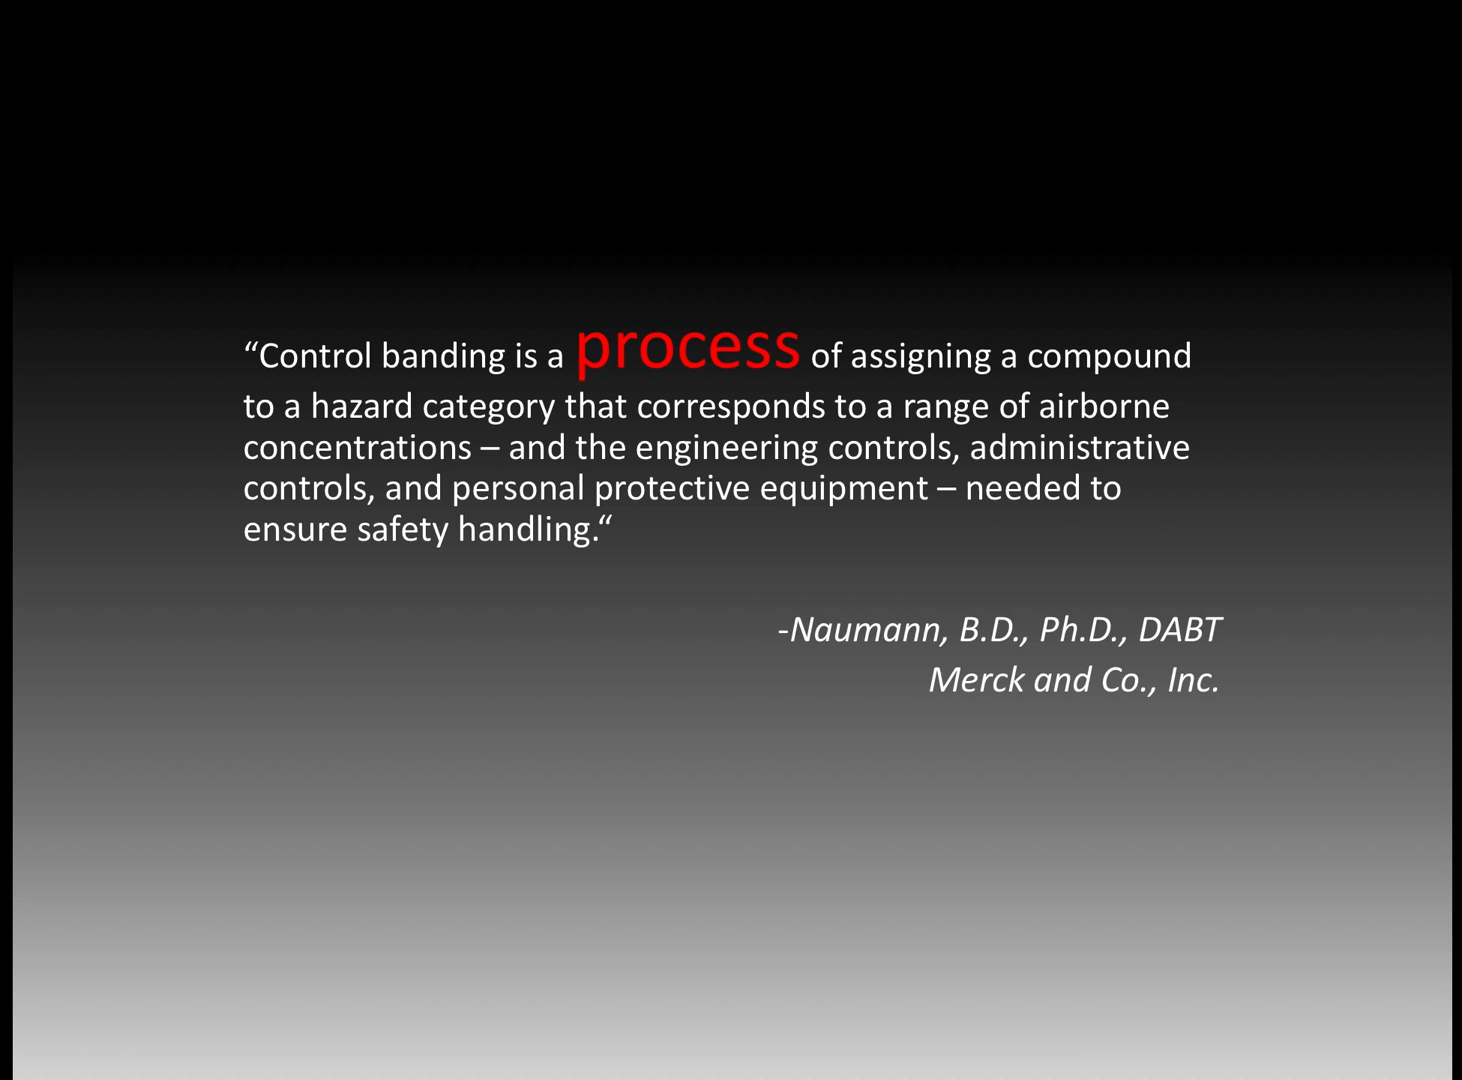 “Control banding is a process of assigning a compound
to a hazard category that corresponds to a range of airborne
concentrations – and the engineering controls, administrative
controls, and personal protective equipment – needed to
ensure safety handling.“
-Naumann, B.D., Ph.D., DABT
Merck and Co., Inc.